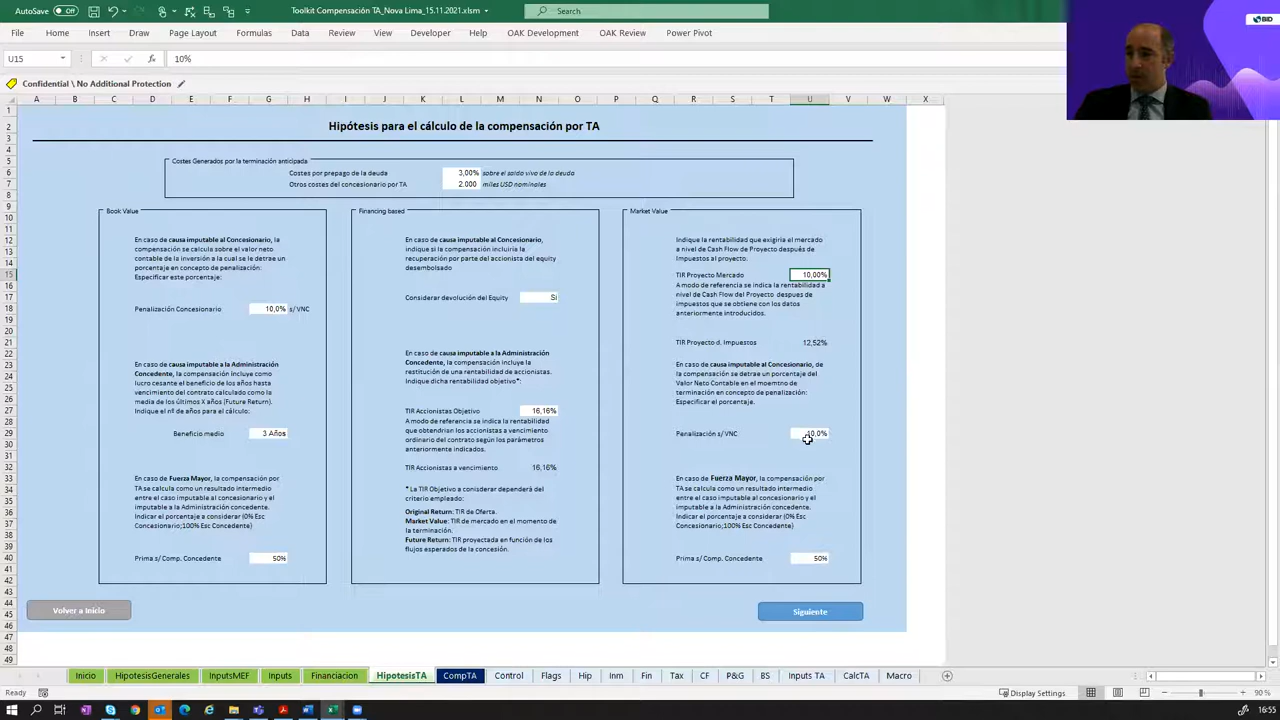 AutoSave Off
Toolkit Compensación TA_Nova Lima_15.11.2021.xlsm
Search
BID
File Home Insert Draw Page Layout Formulas Data Review View Developer Help OAK Development OAK Review Power Pivot
U15 fx 10%
Confidential \ No Additional Protection
A B C D E F G H I J K L M N O P Q R S T U V W X
Hipótesis para el cálculo de la compensación por TA
Costes Generados por la terminación anticipada
Costes por prepago de la deuda 3,00% sobre el saldo vivo de la deuda
Otros costes del concesionario por TA 2.000 miles USD nominales
Book Value
En caso de causa imputable al Concesionario, la
compensación se calcula sobre el valor neto
contable de la inversión a la cual se le detrae un
porcentaje en concepto de penalización:
Especificar este porcentaje:
Penalización Concesionario 10,0% s/ VNC
En caso de causa imputable a la Administración
Concedente, la compensación incluye como
lucro cesante el beneficio de los años hasta
vencimiento del contrato calculado como la
media de los últimos X años (Future Return).
Indique el nº de años para el cálculo:
Beneficio medio 3 Años
En caso de Fuerza Mayor, la compensación por
TA se calcula como un resultado intermedio
entre el caso imputable al concesionario y el
imputable a la Administración concedente.
Indicar el porcentaje a considerar (0% Esc
Concesionario;100% Esc Concedente)
Prima s/ Comp. Concedente 50%
Financing based
En caso de causa imputable al Concesionario,
indique si la compensación incluiría la
recuperación por parte del accionista del equity
desembolsado
Considerar devolución del Equity Si
En caso de causa imputable a la Administración
Concedente, la compensación incluye la
restitución de una rentabilidad de accionistas.
Indique dicha rentabilidad objetivo*:
TIR Accionistas Objetivo 16,16%
A modo de referencia se indica la rentabilidad
que obtendrían los accionistas a vencimiento
ordinario del contrato según los parámetros
anteriormente indicados.
TIR Accionistas a vencimiento 16,16%
* La TIR Objetivo a considerar dependerá del
criterio empleado:
Original Return: TIR de Oferta.
Market Value: TIR de mercado en el momento de
la terminación.
Future Return: TIR proyectada en función de los
flujos esperados de la concesión.
Market Value
Indique la rentabilidad que exigiría el mercado
a nivel de Cash Flow de Proyecto después de
Impuestos al proyecto.
TIR Proyecto Mercado 10,00%
A modo de referencia se indica la rentabilidad a
nivel de Cash Flow del Proyecto despues de
impuestos que se obtiene con los datos
anteriormente introducidos.
TIR Proyecto d. Impuestos 12,52%
En caso de causa imputable al Concesionario, de
la compensación se detrae un porcentaje del
Valor Neto Contable en el moemtno de
terminación en concepto de penalización:
Especificar el porcentaje.
Penalización s/ VNC 10,0%
En caso de Fuerza Mayor, la compensación por
TA se calcula como un resultado intermedio
entre el caso imputable al concesionario y el
imputable a la Administración concedente.
Indicar el porcentaje a considerar (0% Esc
Concesionario;100% Esc Concedente)
Prima s/ Comp. Concedente 50%
Volver a Início
Siguiente
Inicio HipotesisGenerales InputsMEF Inputs Financiacion HipotesisTA CompTA Control Flags Hip Inm Fin Tax CF P&G BS Inputs TA CalcTA Macro
Ready
Display Settings
90 %
16:55